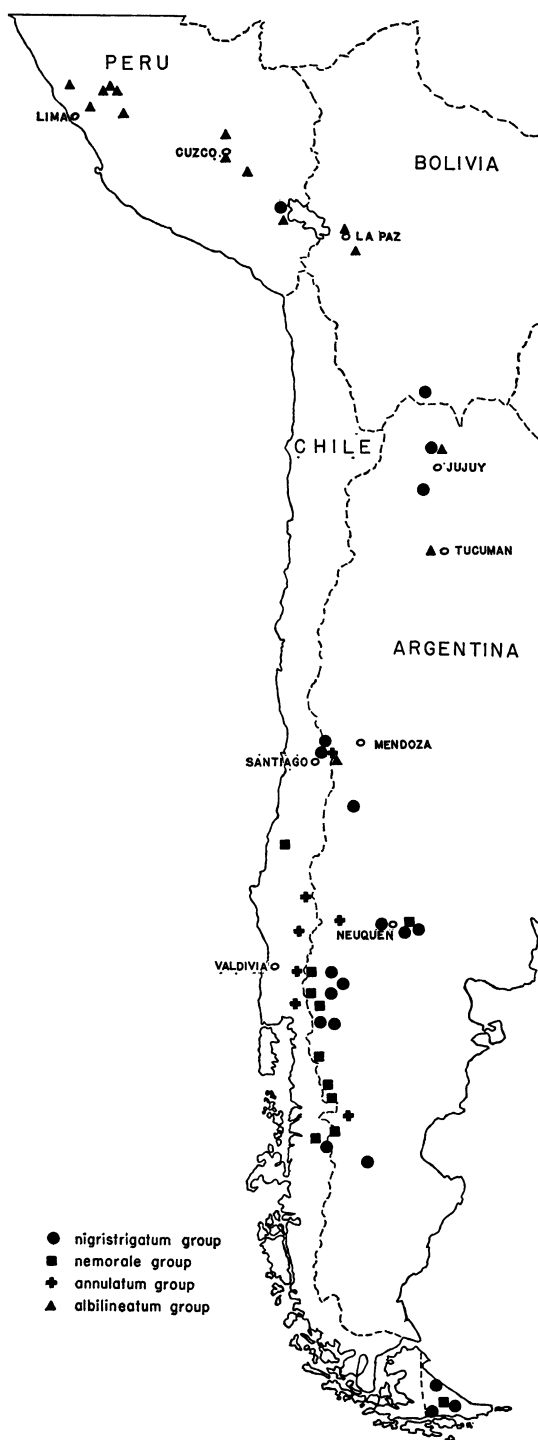 PERU
LIMA
CUZCO
BOLIVIA
LA PAZ
CHILE
JUJUY
TUCUMAN
ARGENTINA
MENDOZA
SANTIAGO
NEUQUEN
VALDIVIA
nigristrigatum group
nemorale group
annulatum group
albilineatum group